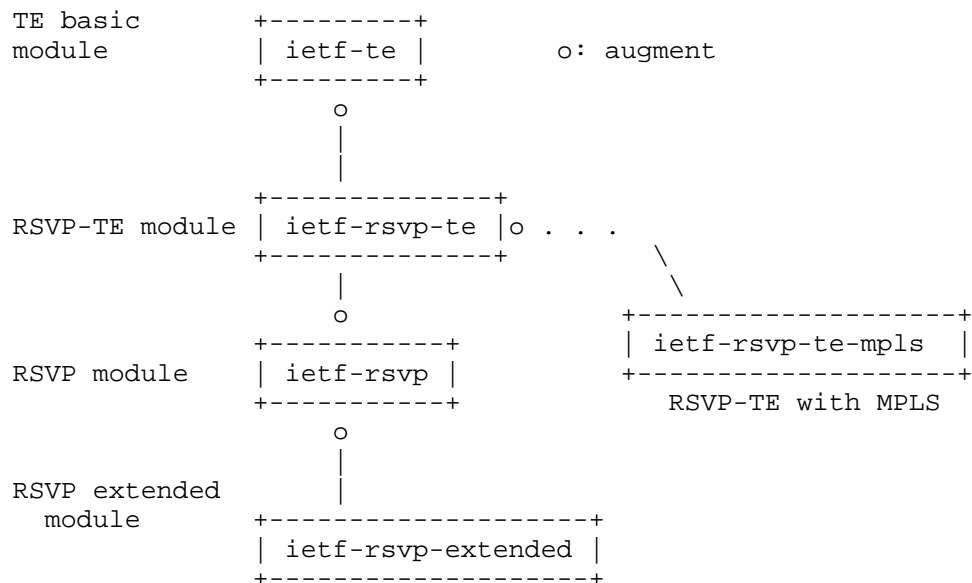 TE basic       +---------+
module         | ietf-te |       o: augment
               +---------+
                    o
                    |
                    |
               +--------------+
RSVP-TE module | ietf-rsvp-te |o . . .
               +--------------+         \
                    |                    \
                    o                 +-------------------+
               +-----------+          | ietf-rsvp-te-mpls |
RSVP module    | ietf-rsvp |          +-------------------+
               +-----------+            RSVP-TE with MPLS
                    o
                    |
RSVP extended       |
  module       +--------------------+
               | ietf-rsvp-extended |
               +--------------------+